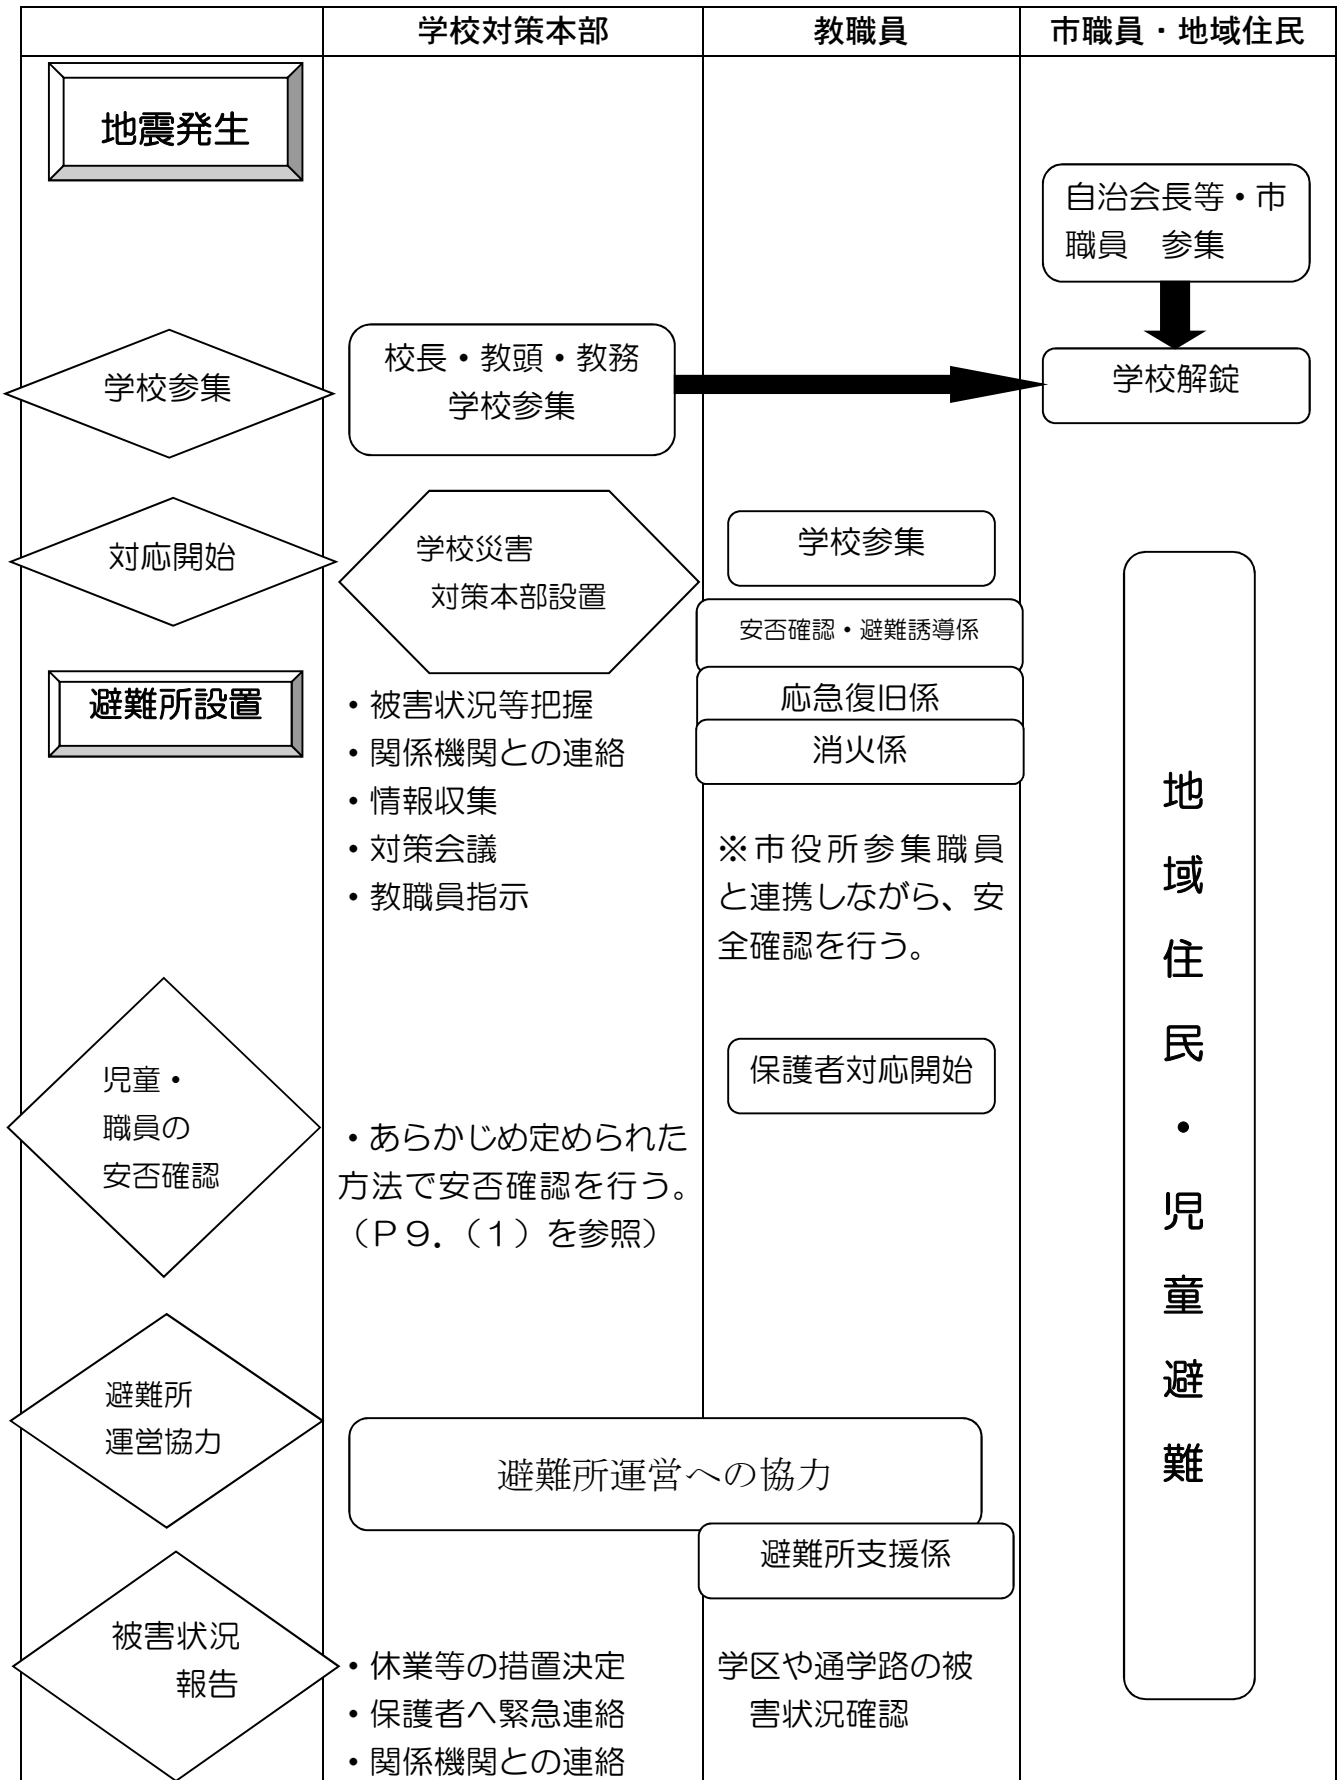 学校対策本部
教職員
市職員・地域住民
地震発生
自治会長等・市
職員　参集
学校参集
校長・教頭・教務
学校参集
学校解錠
対応開始
学校災害
対策本部設置
学校参集
安否確認・避難誘導係
避難所設置
・被害状況等把握
・関係機関との連絡
・情報収集
・対策会議
・教職員指示
応急復旧係
消火係
※市役所参集職員
と連携しながら、安
全確認を行う。
地域住民・児童避難
児童・
職員の
安否確認
・あらかじめ定められた
方法で安否確認を行う。
（Ｐ９．（１）を参照）
保護者対応開始
避難所
運営協力
避難所運営への協力
避難所支援係
被害状況
報告
・休業等の措置決定
・保護者へ緊急連絡
・関係機関との連絡
学区や通学路の被
害状況確認